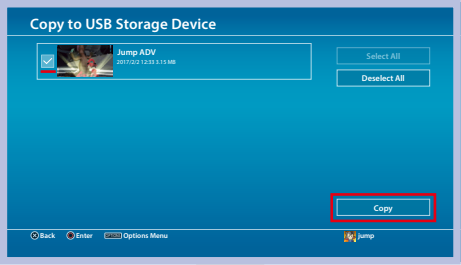 Copy to USB Storage Device
Jump ADV
2017/2/2 12:33 3.15 MB
Select All
Deselect All
Copy
Back Enter OPTIONS Options Menu
jump